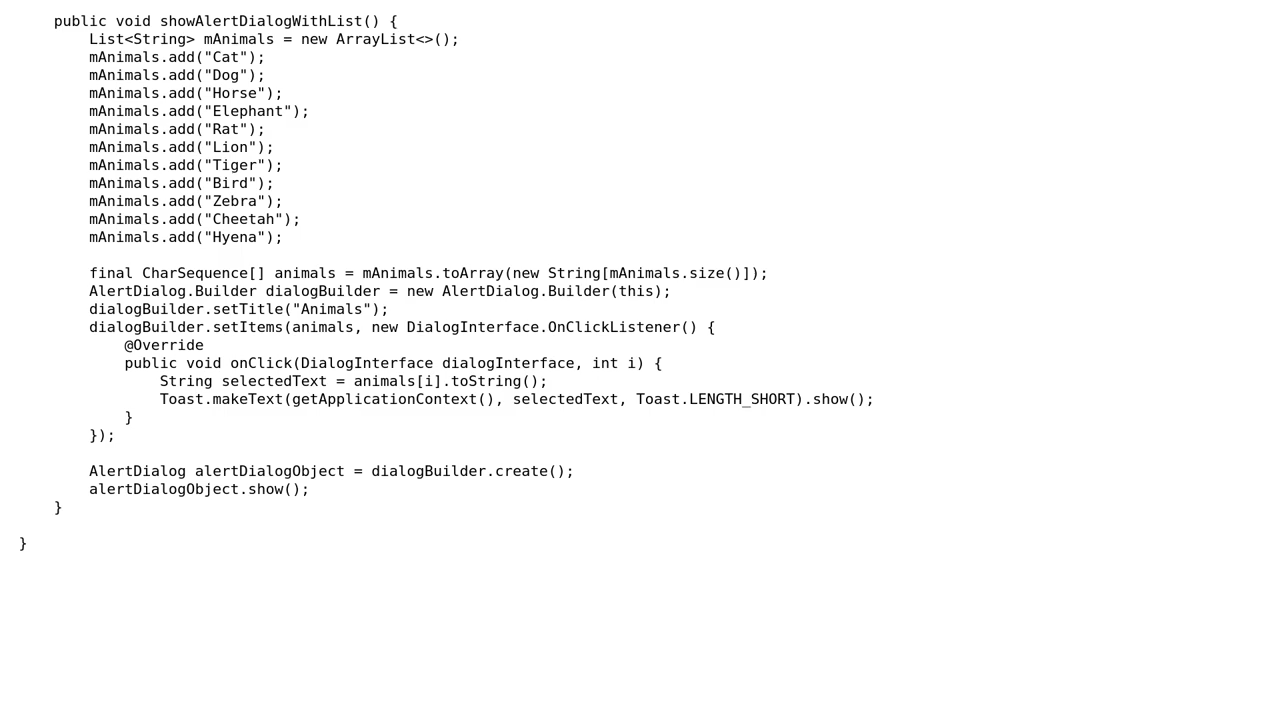 public void showAlertDialogWithList() {
List<String> mAnimals = new ArrayList<>();
mAnimals.add("Cat");
mAnimals.add("Dog");
mAnimals.add("Horse");
mAnimals.add("Elephant");
mAnimals.add("Rat");
mAnimals.add("Lion");
mAnimals.add("Tiger");
mAnimals.add("Bird");
mAnimals.add("Zebra");
mAnimals.add("Cheetah");
mAnimals.add("Hyena");
final CharSequence[] animals = mAnimals.toArray(new String[mAnimals.size()]);
AlertDialog.Builder dialogBuilder = new AlertDialog.Builder(this);
dialogBuilder.setTitle("Animals");
dialogBuilder.setItems(animals, new DialogInterface.OnClickListener() {
@Override
public void onClick(DialogInterface dialogInterface, int i) {
String selectedText = animals[i].toString();
Toast.makeText(getApplicationContext(), selectedText, Toast.LENGTH_SHORT).show();
}
});
AlertDialog alertDialogObject = dialogBuilder.create();
alertDialogObject.show();
}
}